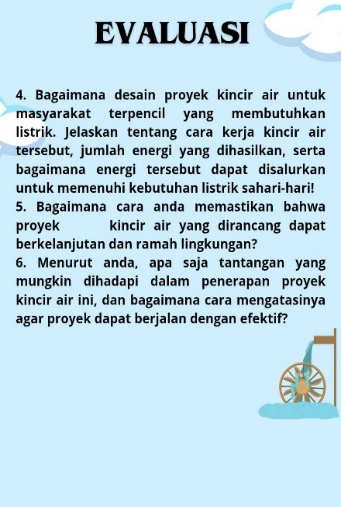 EVALUASI
4. Bagaimana desain proyek kincir air untuk
masyarakat terpencil yang membutuhkan
listrik. Jelaskan tentang cara kerja kincir air
tersebut, jumlah energi yang dihasilkan, serta
bagaimana energi tersebut dapat disalurkan
untuk memenuhi kebutuhan listrik sahari-hari!
5. Bagaimana cara anda memastikan bahwa
proyek kincir air yang dirancang dapat
berkelanjutan dan ramah lingkungan?
6. Menurut anda, apa saja tantangan yang
mungkin dihadapi dalam penerapan proyek
kincir air ini, dan bagaimana cara mengatasinya
agar proyek dapat berjalan dengan efektif?